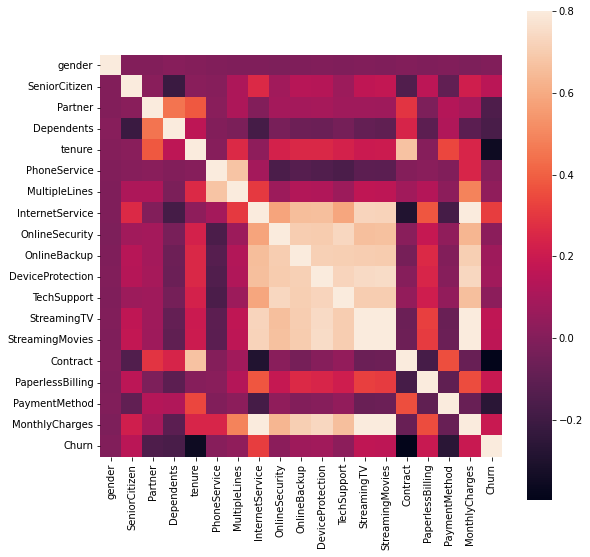 gender
SeniorCitizen
Partner
Dependents
tenure
PhoneService
MultipleLines
InternetService
OnlineSecurity
OnlineBackup
DeviceProtection
TechSupport
StreamingTV
StreamingMovies
Contract
PaperlessBilling
PaymentMethod
MonthlyCharges
Churn
gender
SeniorCitizen
Partner
Dependents
tenure
PhoneService
MultipleLines
InternetService
OnlineSecurity
OnlineBackup
DeviceProtection
TechSupport
StreamingTV
StreamingMovies
Contract
PaperlessBilling
PaymentMethod
MonthlyCharges
Churn
0.8
0.6
0.4
0.2
0.0
−0.2